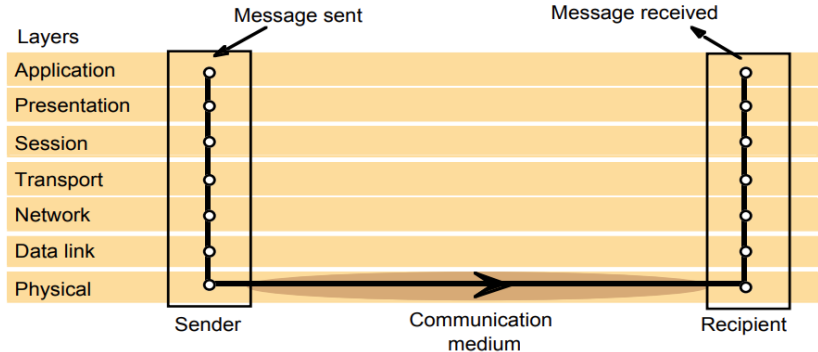 Message sent
Message received
Layers
Application
Presentation
Session
Transport
Network
Data link
Physical
Sender
Communication
medium
Recipient